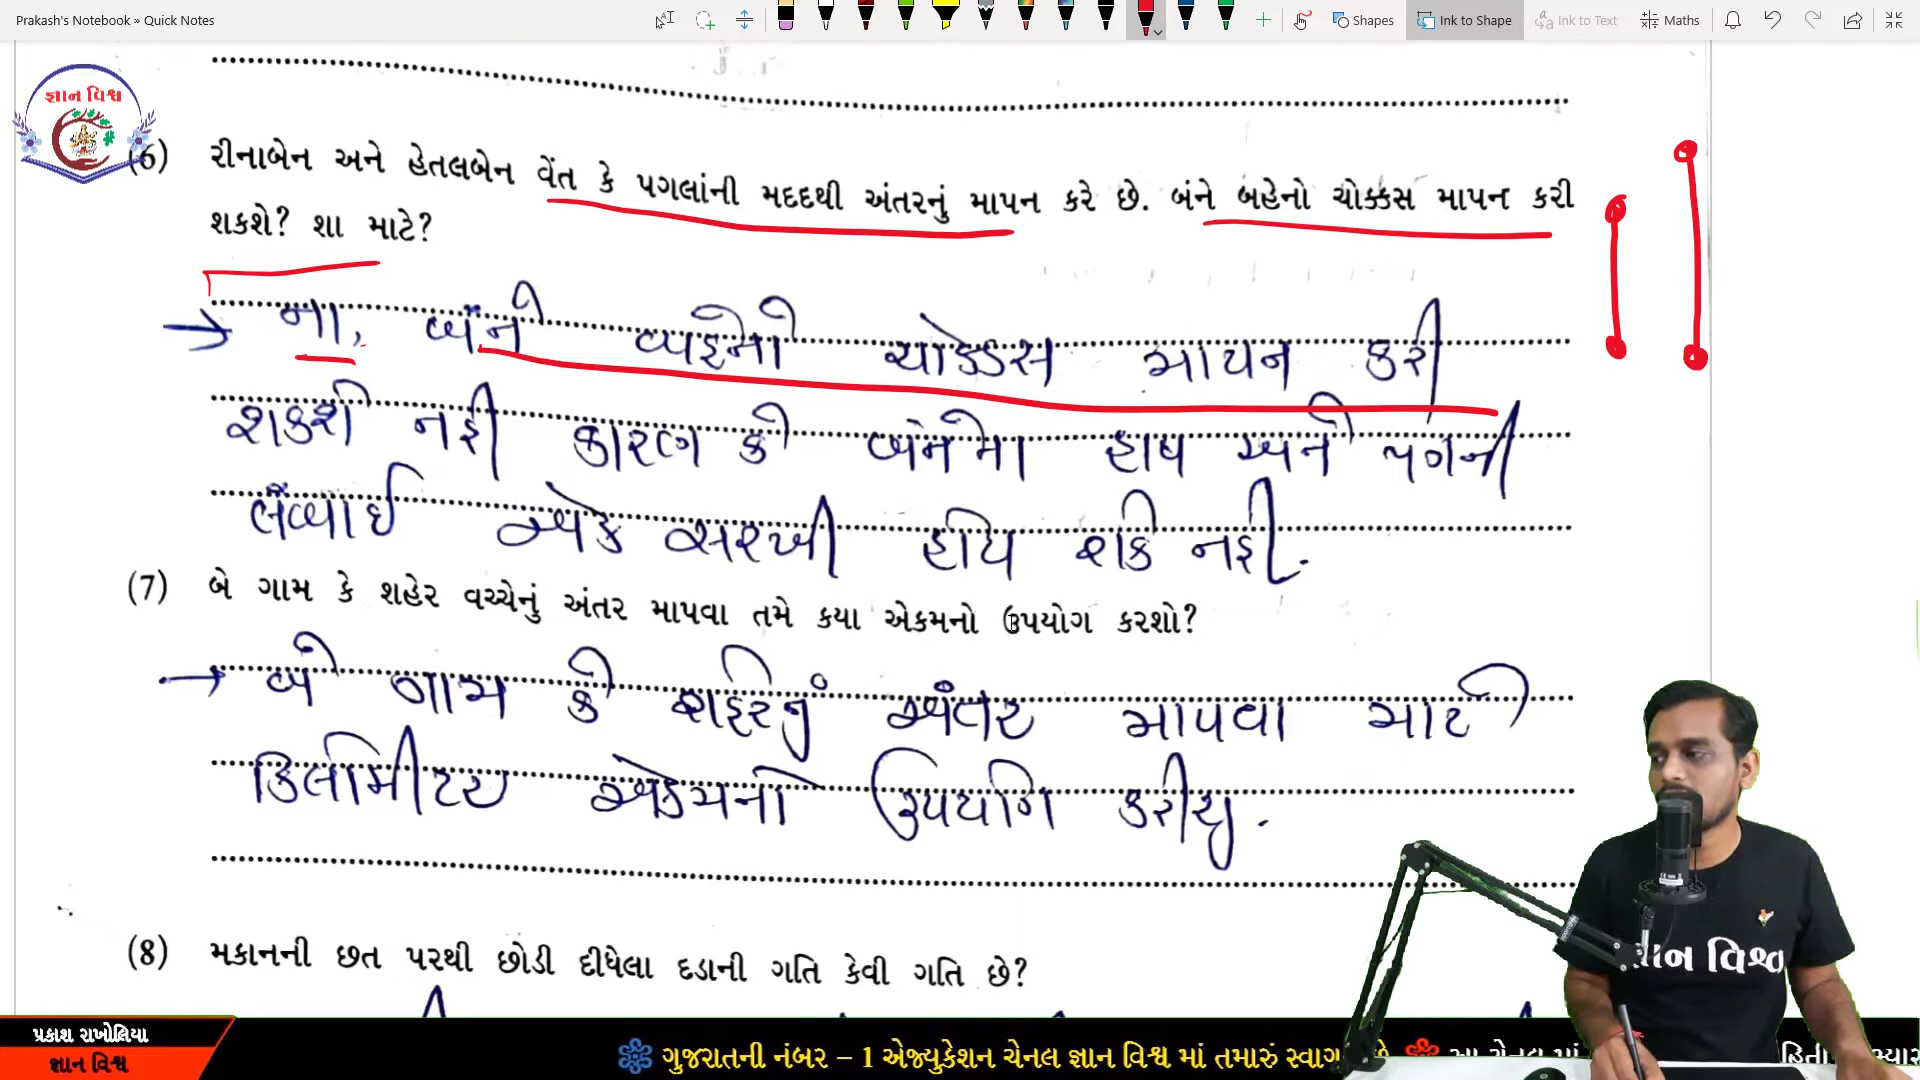 Prakash's Notebook » Quick Notes
Shapes
Ink to Shape
Ink to Text
Maths
જ્ઞાન વિશ્વ
(6) રીનાબેન અને હેતલબેન વેંત કે પગલાંની મદદથી અંતરનું માપન કરે છે. બંને બહેનો ચોક્કસ માપન કરી
શકશે? શા માટે?
→ ના, બંને બહેનો ચોક્કસ માપન કરી
શકશે નહી કારણ કે બંનેના હાથ અને પગની
લંબાઈ એક સરખી હોય શકે નહી.
(7) બે ગામ કે શહેર વચ્ચેનું અંતર માપવા તમે કયા એકમનો ઉપયોગ કરશો?
→ બે ગામ કે શહેરનું અંતર માપવા માટે
કિલોમીટર એકમનો ઉપયોગ કરીશુ.
(8) મકાનની છત પરથી છોડી દીધેલા દડાની ગતિ કેવી ગતિ છે?
વિશ્વ
પ્રકાશ રાખોલિયા
જ્ઞાન વિશ્વ
ગુજરાતની નંબર – 1 એજ્યુકેશન ચેનલ જ્ઞાન વિશ્વ માં તમારું